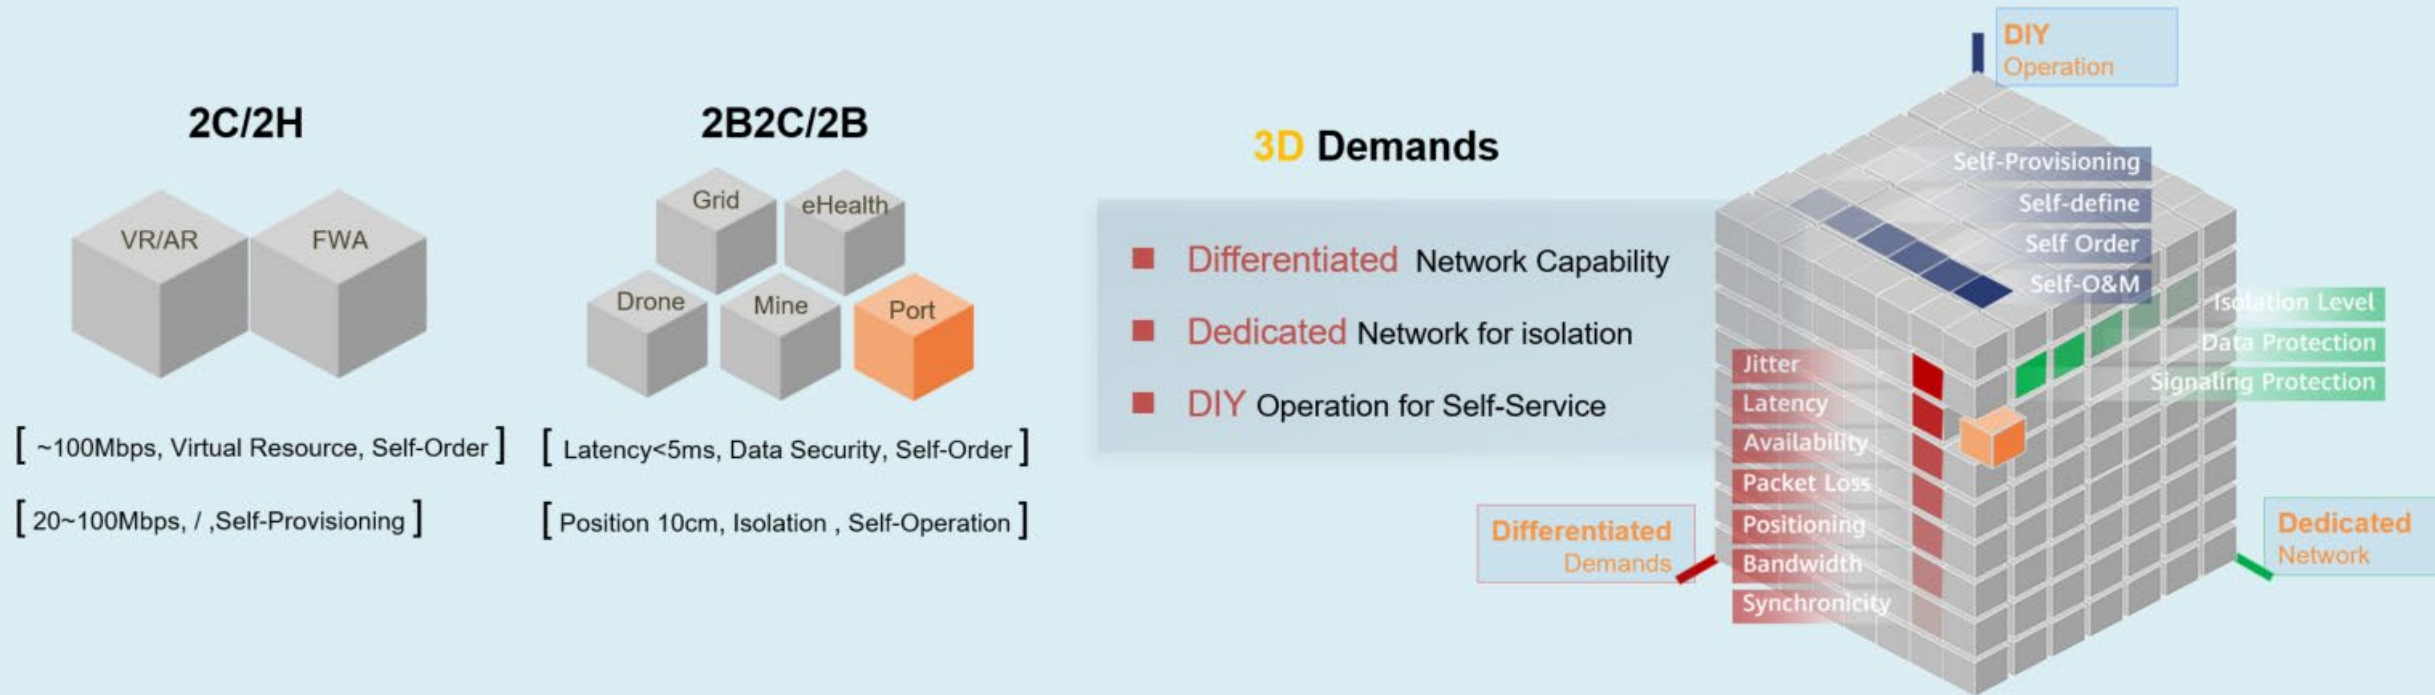 2C/2H
VR/AR
FWA
[ ~100Mbps, Virtual Resource, Self-Order ]
[ 20~100Mbps, / ,Self-Provisioning ]
2B2C/2B
Grid
eHealth
Drone
Mine
Port
[ Latency<5ms, Data Security, Self-Order ]
[ Position 10cm, Isolation , Self-Operation ]
3D Demands
Differentiated Network Capability
Dedicated Network for isolation
DIY Operation for Self-Service
DIY
Operation
Self-Provisioning
Self-define
Self Order
Self-O&M
Isolation Level
Data Protection
Signaling Protection
Jitter
Latency
Availability
Packet Loss
Positioning
Bandwidth
Synchronicity
Differentiated
Demands
Dedicated
Network